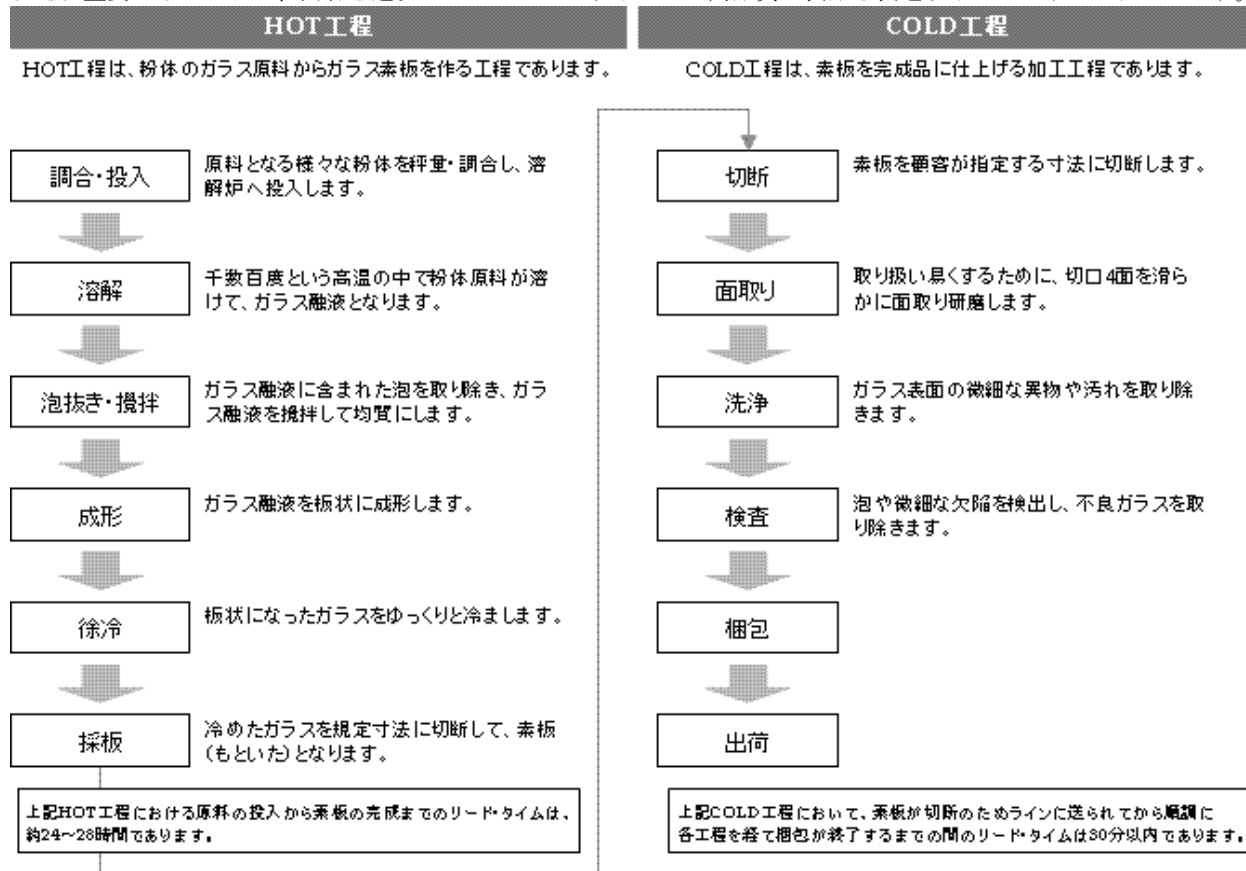 HOT工程
HOT工程は、粉体のガラス原料からガラス素板を作る工程であります。
調合・投入
原料となる様々な粉体を秤量・調合し、溶
解炉へ投入します。
溶解
千数百度という高温の中で粉体原料が溶
けて、ガラス融液となります。
泡抜き・攪拌
ガラス融液に含まれた泡を取り除き、ガラ
ス融液を攪拌して均質にします。
成形
ガラス融液を板状に成形します。
徐冷
板状になったガラスをゆっくりと冷まします。
採板
冷めたガラスを規定寸法に切断して、素板
(もといた)となります。
上記HOT工程における原料の投入から素板の完成までのリード・タイムは、
約24～28時間であります。
COLD工程
COLD工程は、素板を完成品に仕上げる加工工程であります。
切断
素板を顧客が指定する寸法に切断します。
面取り
取り扱い易くするために、切口4面を滑ら
かに面取り研磨します。
洗浄
ガラス表面の微細な異物や汚れを取り除
きます。
検査
泡や微細な欠陥を検出し、不良ガラスを取
り除きます。
梱包
出荷
上記COLD工程において、素板が切断のためラインに送られてから順調に
各工程を経て梱包が終了するまでの間のリード・タイムは30分以内であります。